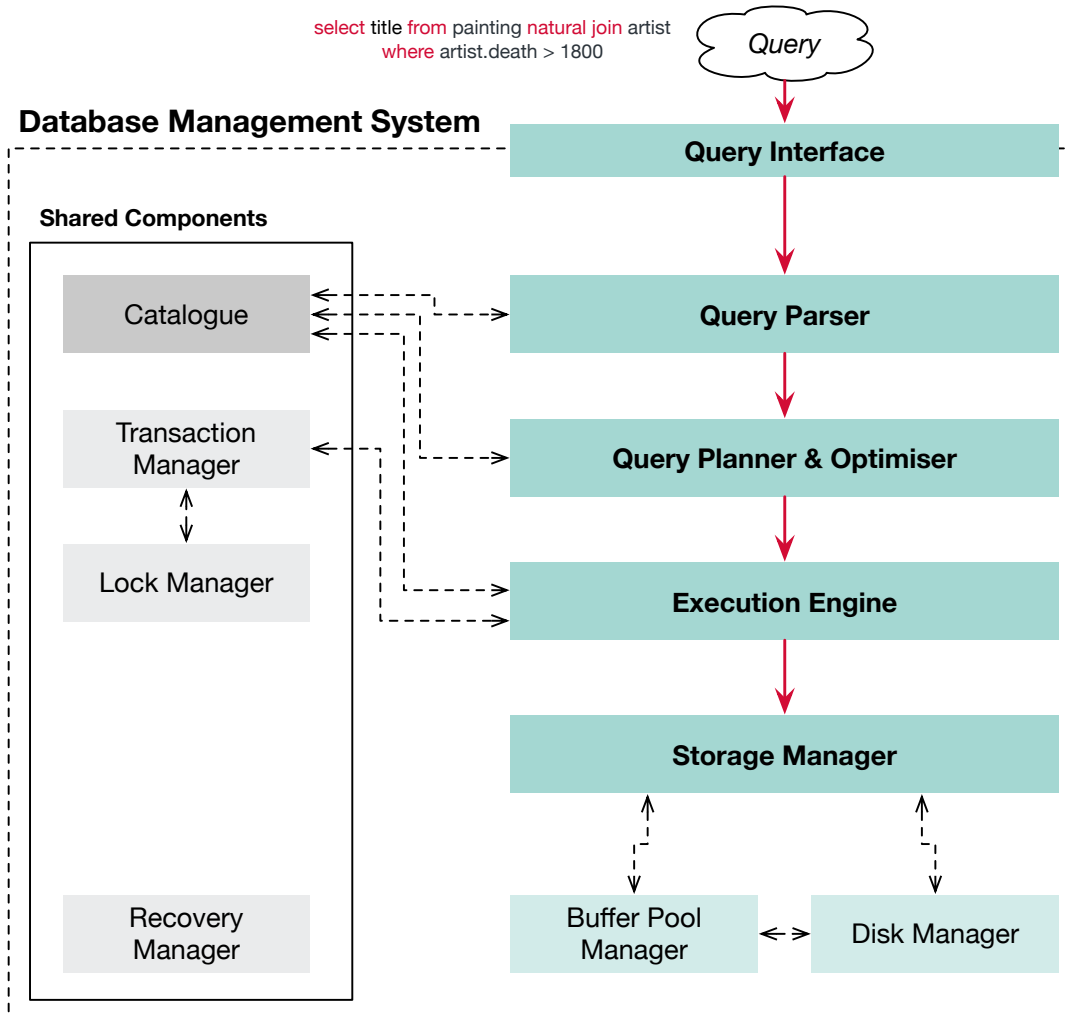 select title from painting natural join artist
where artist.death > 1800
Query
Database Management System
Query Interface
Shared Components
Catalogue
Query Parser
Transaction
Manager
Query Planner & Optimiser
Lock Manager
Execution Engine
Storage Manager
Recovery
Manager
Buffer Pool
Manager
Disk Manager